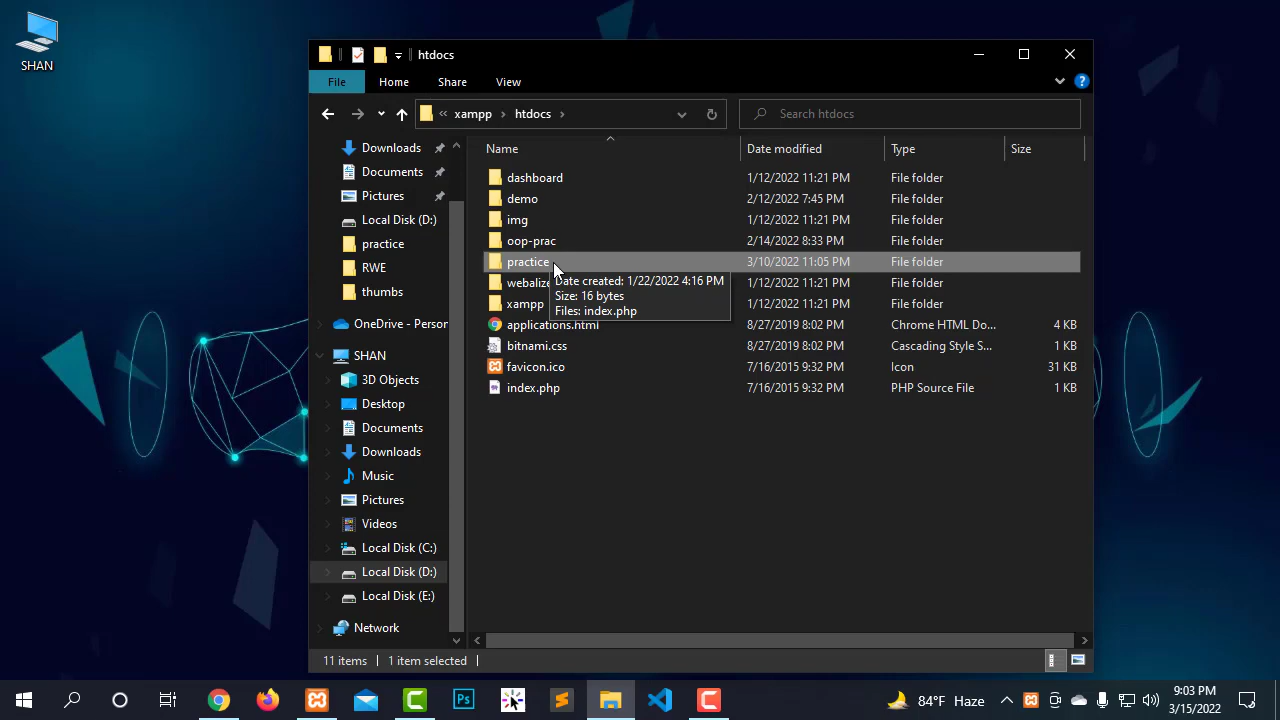 SHAN
htdocs
File Home Share View
« xampp › htdocs ›
Search htdocs
Downloads
Documents
Pictures
Local Disk (D:)
practice
RWE
thumbs
OneDrive - Person
SHAN
3D Objects
Desktop
Documents
Downloads
Music
Pictures
Videos
Local Disk (C:)
Local Disk (D:)
Local Disk (E:)
Network
Name Date modified Type Size
dashboard 1/12/2022 11:21 PM File folder
demo 2/12/2022 7:45 PM File folder
img 1/12/2022 11:21 PM File folder
oop-prac 2/14/2022 8:33 PM File folder
practice 3/10/2022 11:05 PM File folder
webalize 1/12/2022 11:21 PM File folder
xampp 1/12/2022 11:21 PM File folder
applications.html 8/27/2019 8:02 PM Chrome HTML Do... 4 KB
bitnami.css 8/27/2019 8:02 PM Cascading Style S... 1 KB
favicon.ico 7/16/2015 9:32 PM Icon 31 KB
index.php 7/16/2015 9:32 PM PHP Source File 1 KB
Date created: 1/22/2022 4:16 PM
Size: 16 bytes
Files: index.php
11 items 1 item selected
Ps
84°F Haze
9:03 PM
3/15/2022